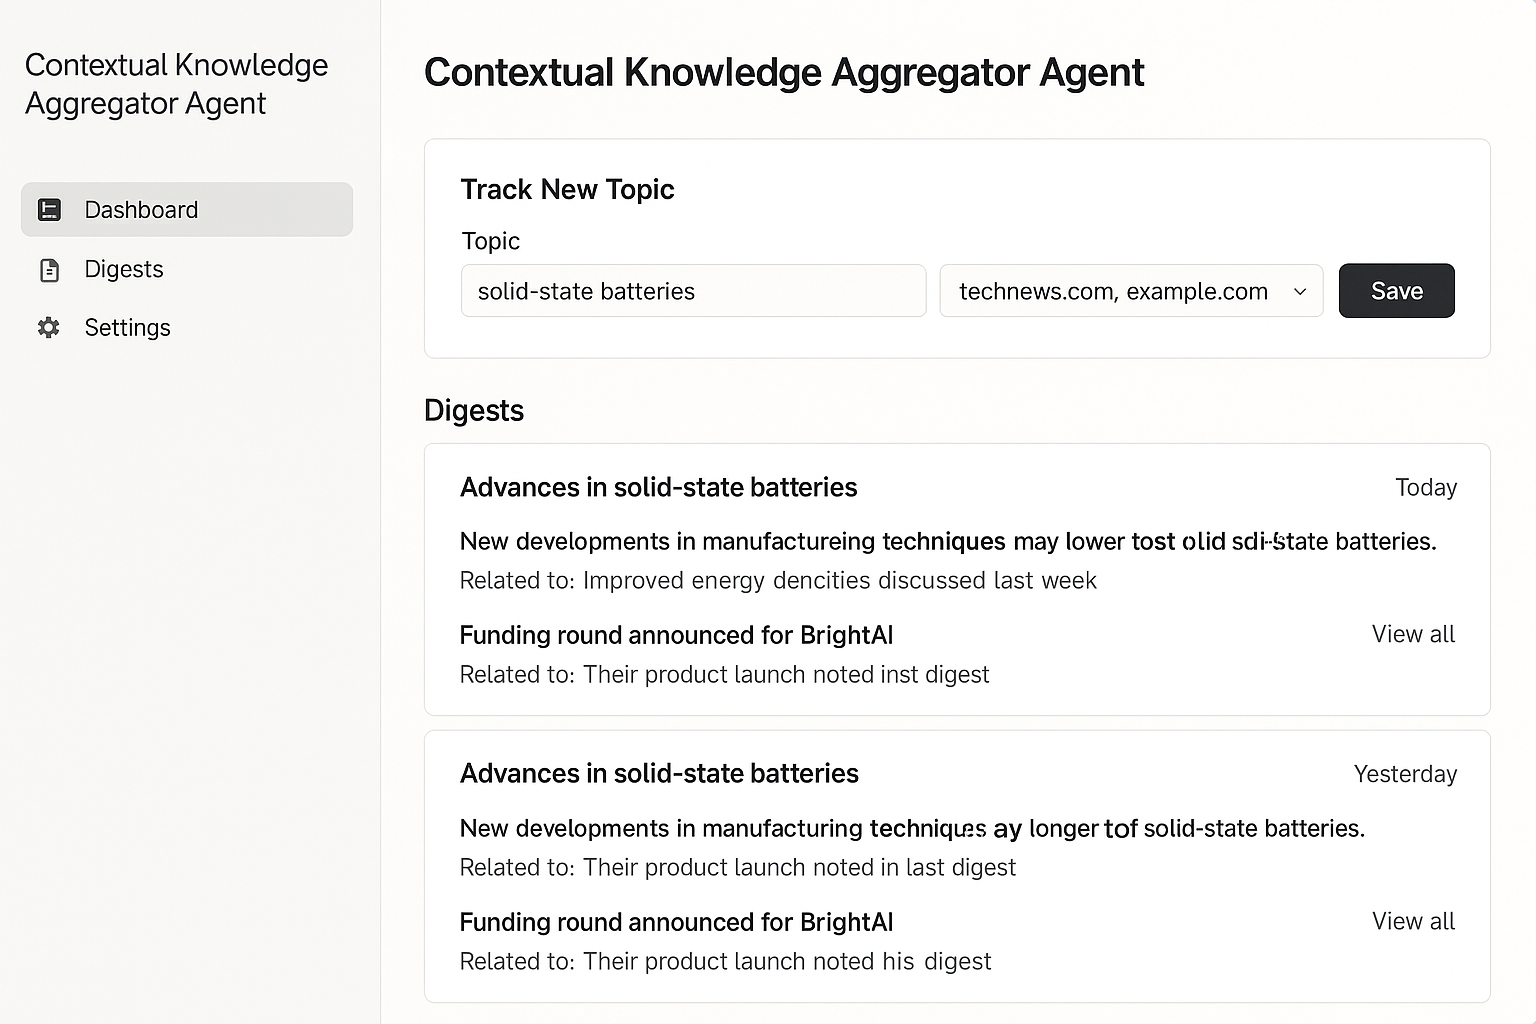 Contextual Knowledge
Aggregator Agent
Dashboard
Digests
Settings
Contextual Knowledge Aggregator Agent
Track New Topic
Topic
solid-state batteries
technews.com, example.com
Save
Digests
Advances in solid-state batteries
Today
New developments in manufactureing techniques may lower tost batteries.
Related to: Improved energy dencities discussed last week
Funding round announced for BrightAI
View all
Related to: Their product launch noted inst digest
Advances in solid-state batteries
Yesterday
New developments in manufacturing techniques ay longer tof solid-state batteries.
Related to: Their product launch noted in last digest
Funding round announced for BrightAI
View all
Related to: Their product launch noted his digest